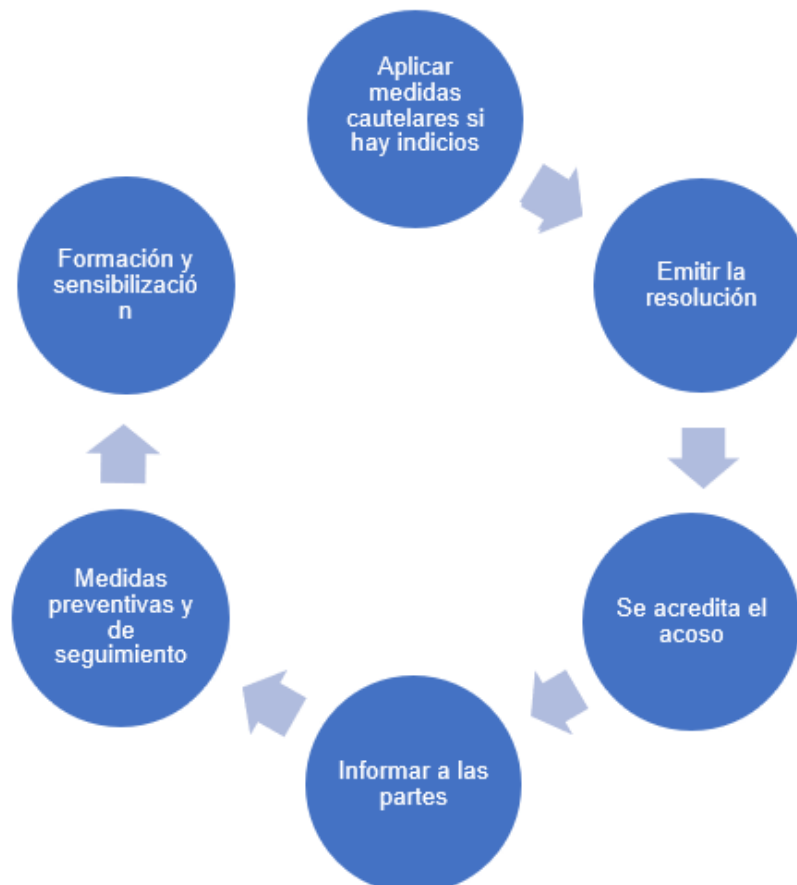 Aplicar
medidas
cautelares si
hay indicios
Emitir la
resolución
Se acredita el
acoso
Informar a las
partes
Medidas
preventivas y
de
seguimiento
Formación y
sensibilizació
n